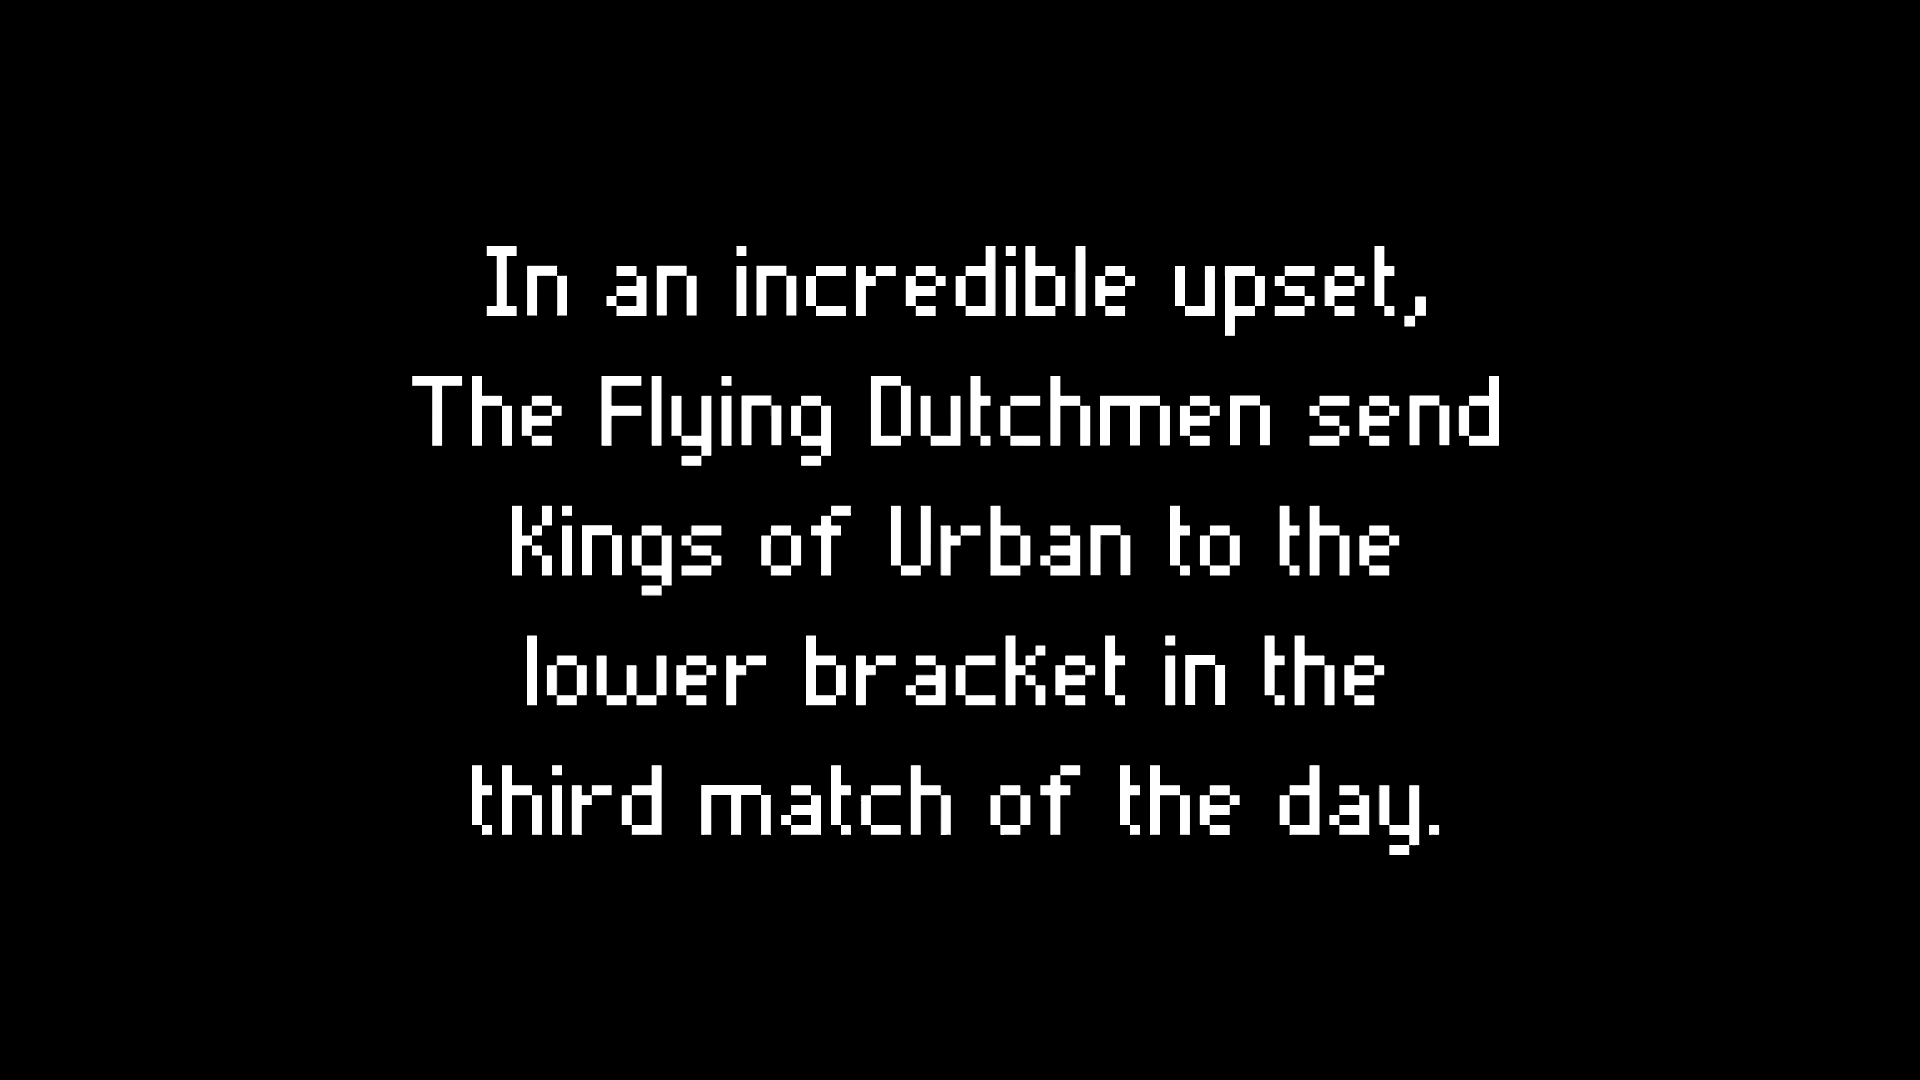 In an incredible upset,
The Flying Dutchmen send
Kings of Urban to the
lower bracket in the
third match of the day.